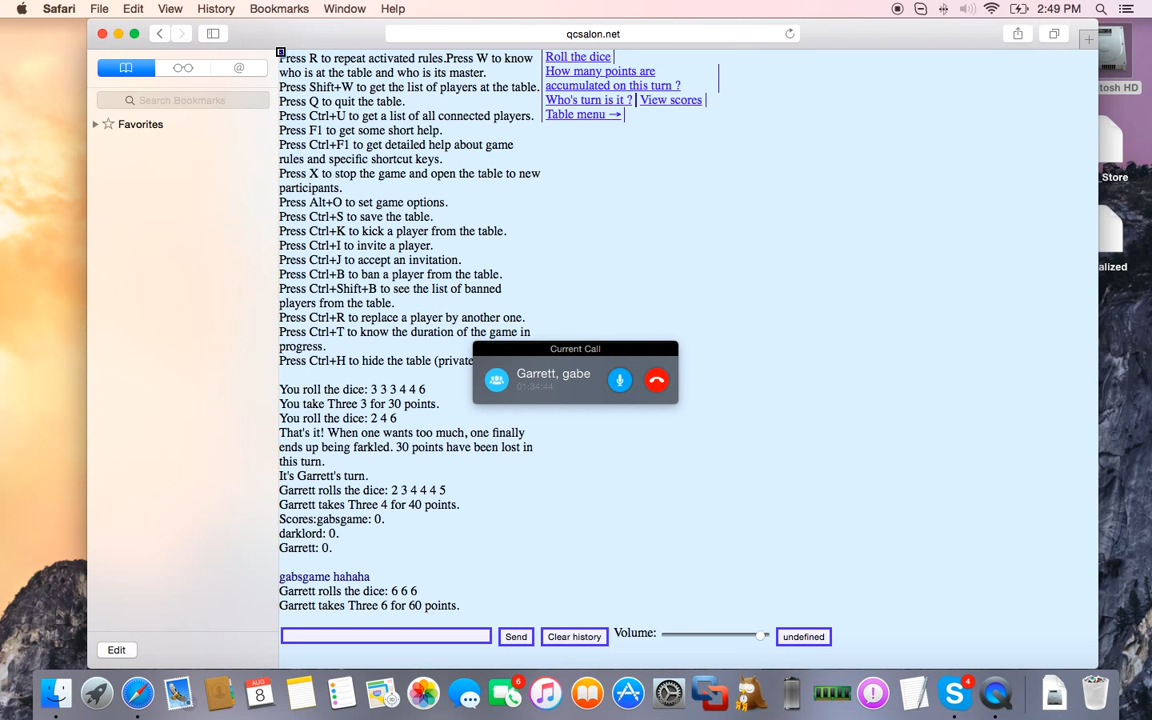 Safari File Edit View History Bookmarks Window Help 2:49 PM
qcsalon.net
@
Search Bookmarks
Favorites
Press R to repeat activated rules.Press W to know
who is at the table and who is its master.
Press Shift+W to get the list of players at the table.
Press Q to quit the table.
Press Ctrl+U to get a list of all connected players.
Press F1 to get some short help.
Press Ctrl+F1 to get detailed help about game
rules and specific shortcut keys.
Press X to stop the game and open the table to new
participants.
Press Alt+O to set game options.
Press Ctrl+S to save the table.
Press Ctrl+K to kick a player from the table.
Press Ctrl+I to invite a player.
Press Ctrl+J to accept an invitation.
Press Ctrl+B to ban a player from the table.
Press Ctrl+Shift+B to see the list of banned
players from the table.
Press Ctrl+R to replace a player by another one.
Press Ctrl+T to know the duration of the game in
progress.
Press Ctrl+H to hide the table (private
You roll the dice: 3 3 3 4 4 6
You take Three 3 for 30 points.
You roll the dice: 2 4 6
That's it! When one wants too much, one finally
ends up being farkled. 30 points have been lost in
this turn.
It's Garrett's turn.
Garrett rolls the dice: 2 3 4 4 4 5
Garrett takes Three 4 for 40 points.
Scores:gabsgame: 0.
darklord: 0.
Garrett: 0.
gabsgame hahaha
Garrett rolls the dice: 6 6 6
Garrett takes Three 6 for 60 points.
Roll the dice
How many points are
accumulated on this turn ?
Who's turn is it ? View scores
Table menu →
Current Call
Garrett, gabe
01:34:44
Send Clear history Volume: undefined
Edit
tosh HD
_Store
alized
AUG
8
6
4